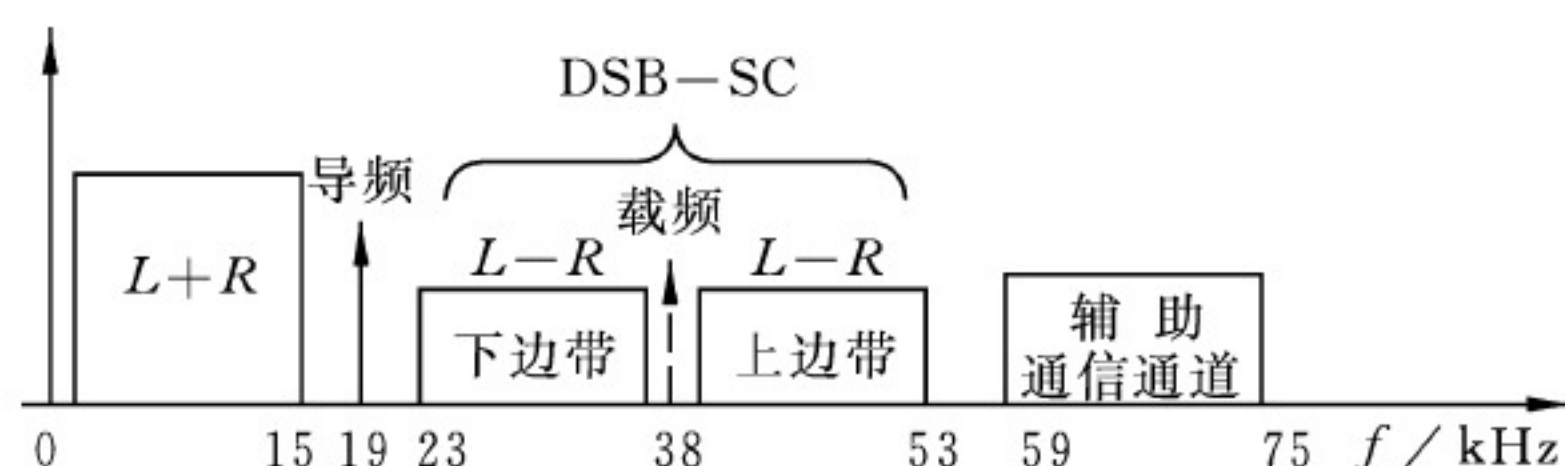 DSB－SC
导频
载频
L＋R
L－R
L－R
下边带
上边带
辅 助
通信通道
0 15 19 23 38 53 59 75 f / kHz